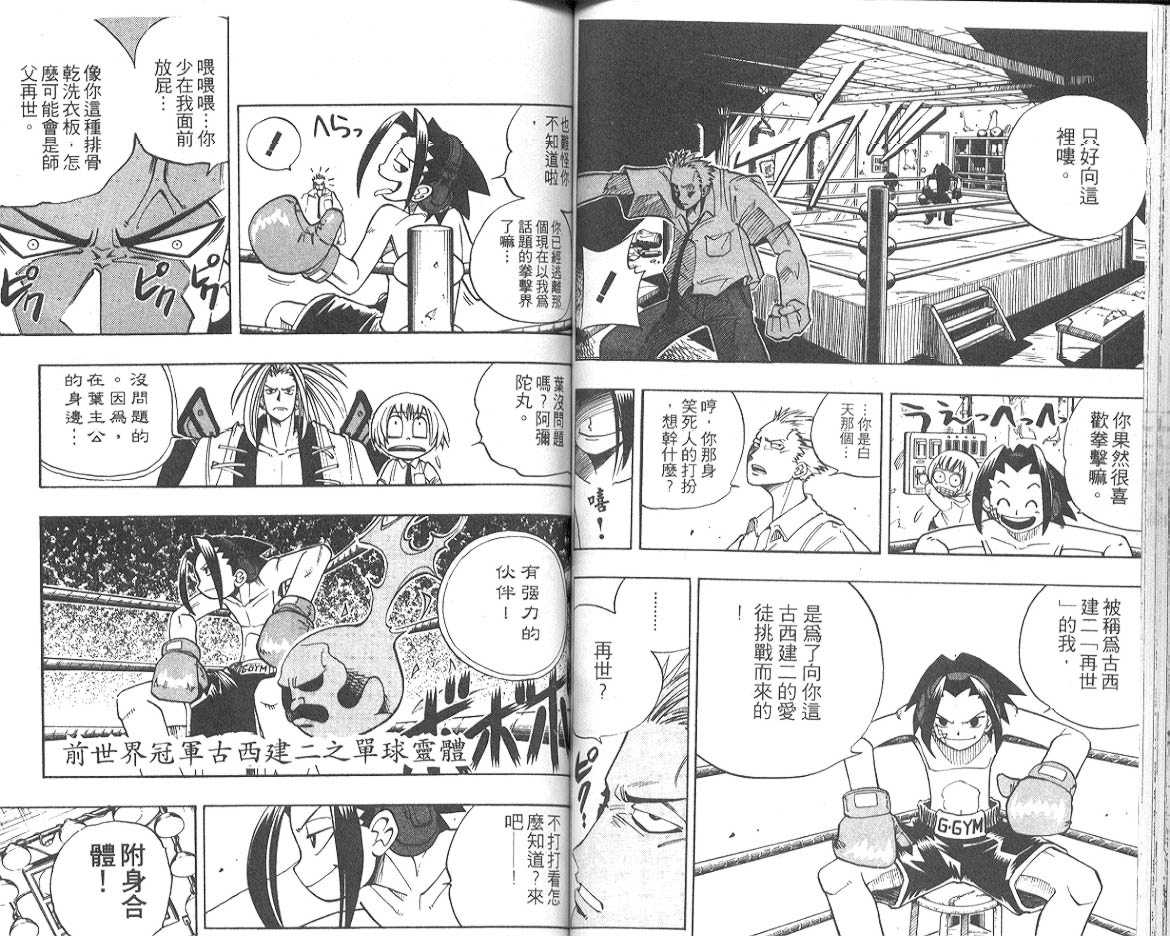 只好向這
裡嘍。
！
你果然很喜
歡拳擊嘛。
うえっへっへっ
…你是白
天那個…
哼，你那身
笑死人的打扮
，想幹什麼？
嘻！
被稱爲古西
建二「再世
」的我，
是爲了向你這
古西建二的愛
徒挑戰而來的
！
G·GYM
………
再世？
ピク
也難怪你
不知道啦
，
你已經逃離那
個現在以我爲
話題的拳擊界
了嘛…
へらっ
！
喂喂喂…你
少在我面前
放屁…
像你這種排骨
乾洗衣板，怎
麼可能會是師
父再世。
ピク
ピク
ピク
葉沒問題
嗎？阿彌
陀丸。
沒問題的
。因爲，
在葉主公
的身邊…
有強力的
伙伴！
G·GYM
ボボボ
前世界冠軍古西建二之單球靈體
不打打看怎
麼知道？來
吧——！
附身合
體！